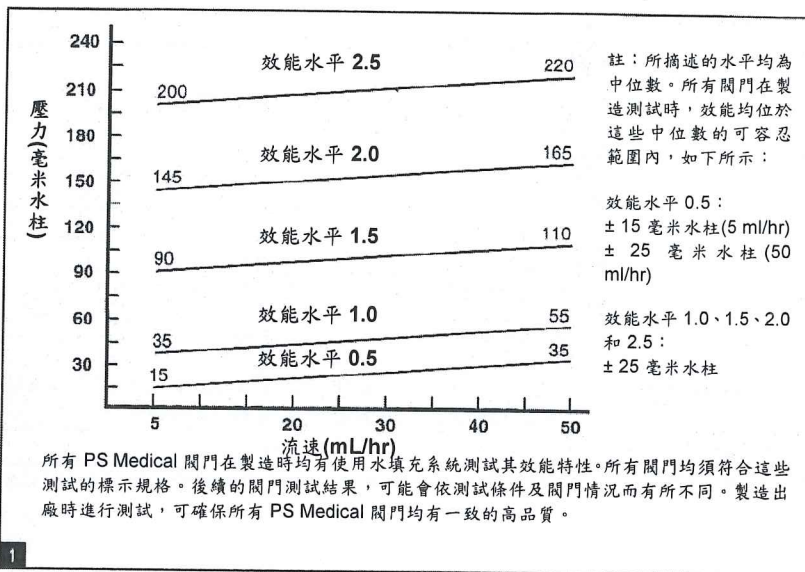 240
210
180
150
120
90
60
30
壓力(毫米水柱)
效能水平 2.5
200
220
效能水平 2.0
145
165
效能水平 1.5
90
110
效能水平 1.0
35
55
效能水平 0.5
15
35
5
20
30
40
50
流速(mL/hr)
註：所描述的水平均為
中位數。所有閥門在製
造測試時，效能均位於
這些中位數的可容忍
範圍內，如下所示：
效能水平 0.5：
± 15 毫米水柱(5 ml/hr)
± 25 毫米水柱(50
ml/hr)
效能水平 1.0、1.5、2.0
和 2.5：
± 25 毫米水柱
所有 PS Medical 閥門在製造時均有使用水填充系統測試其效能特性。所有閥門均須符合這些
測試的標示規格。後續的閥門測試結果，可能會依測試條件及閥門情況而有所不同。製造出
廠時進行測試，可確保所有 PS Medical 閥門均有一致的高品質。
1